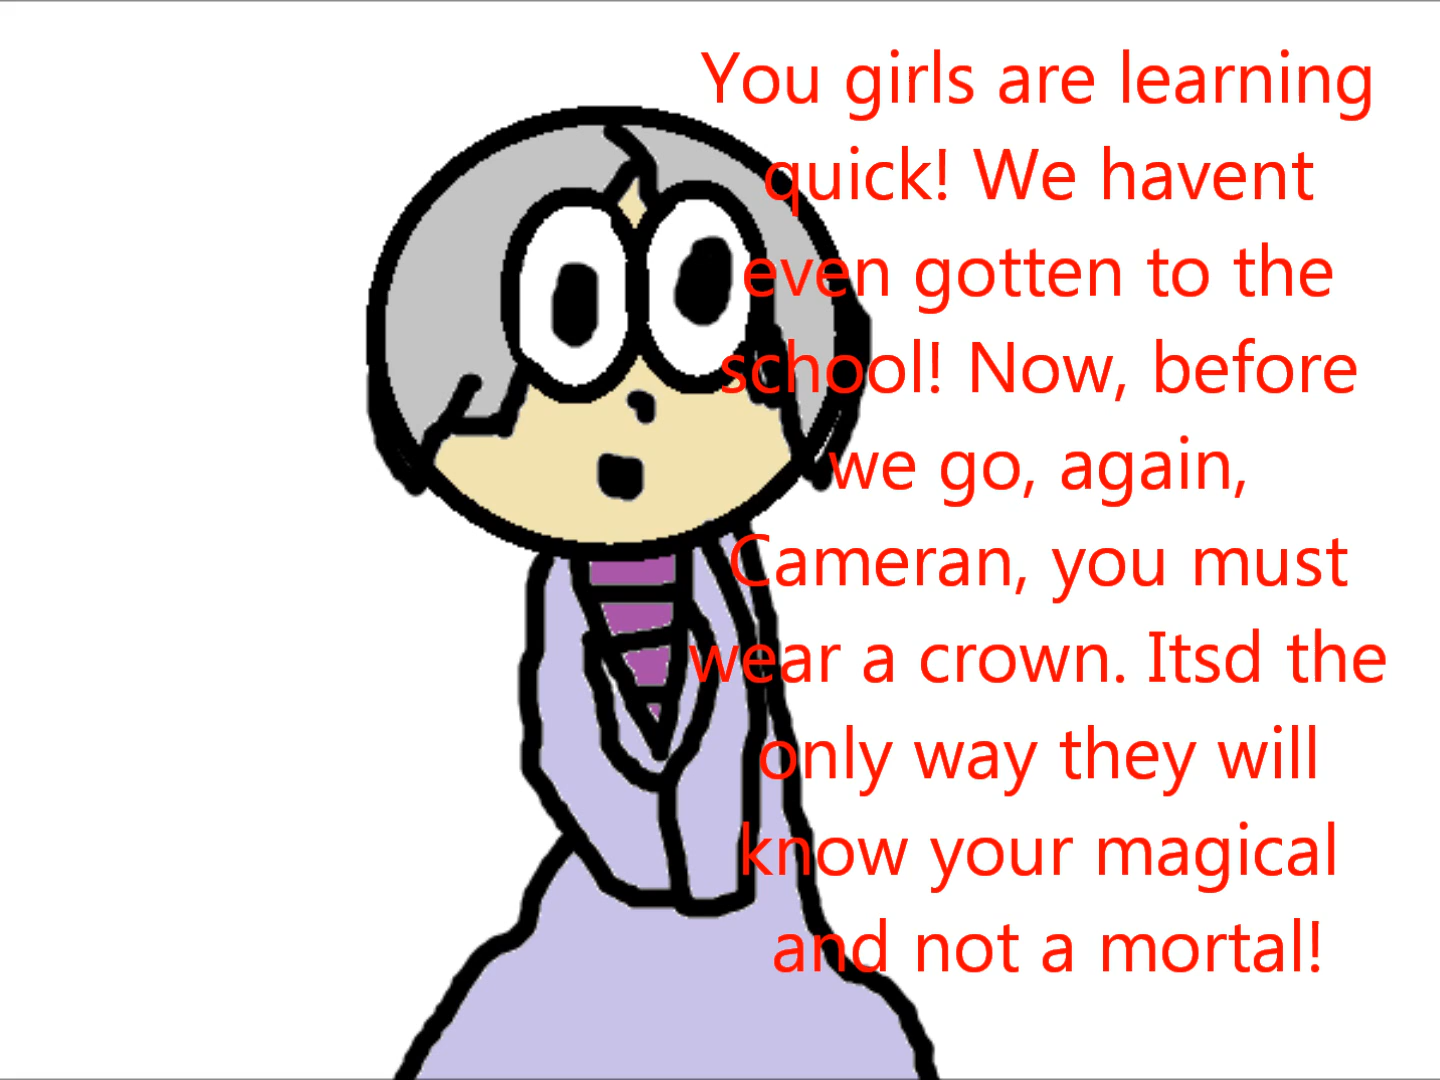 You girls are learning
quick! We havent
even gotten to the
school! Now, before
we go, again,
Cameran, you must
wear a crown. Itsd the
only way they will
know your magical
and not a mortal!